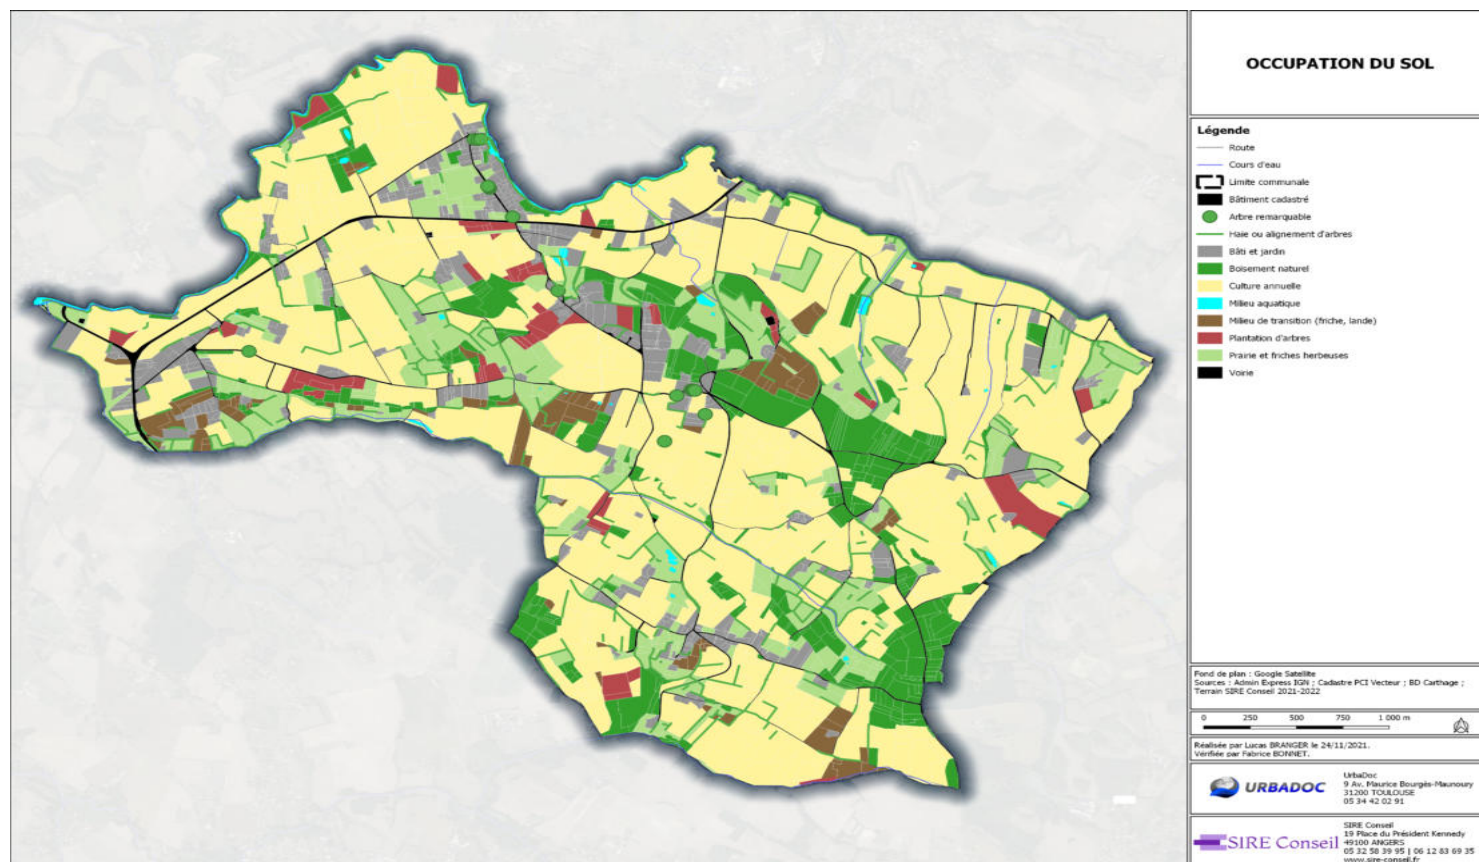 OCCUPATION DU SOL
Légende
Route
Cours d'eau
Limite communale
Bâtiment cadastré
Arbre remarquable
Haie ou alignement d'arbres
Bâti et jardin
Boisement naturel
Culture annuelle
Milieu aquatique
Milieu de transition (friche, lande)
Plantation d'arbres
Prairie et friches herbeuses
Voirie
Fond de plan : Google Satellite
Sources : Admin Express IGN ; Cadastre PCI Vecteur ; BD Carthage ;
Terrain SIRE Conseil 2021-2022
0 250 500 750 1 000 m
Réalisée par Lucas BRANGER le 24/11/2021.
Vérifiée par Fabrice BONNET.
URBADOC
UrbaDoc
9 Av. Maurice Bourgès-Maunoury
31200 TOULOUSE
05 34 42 02 91
SIRE Conseil
SIRE Conseil
19 Place du Président Kennedy
49100 ANGERS
05 32 58 39 95 | 06 12 83 69 35
www.sire-conseil.fr